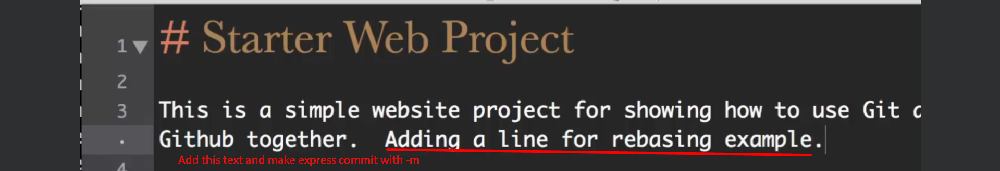 1 # Starter Web Project
2
3 This is a simple website project for showing how to use Git
. Github together.  Adding a line for rebasing example.
Add this text and make express commit with -m
4